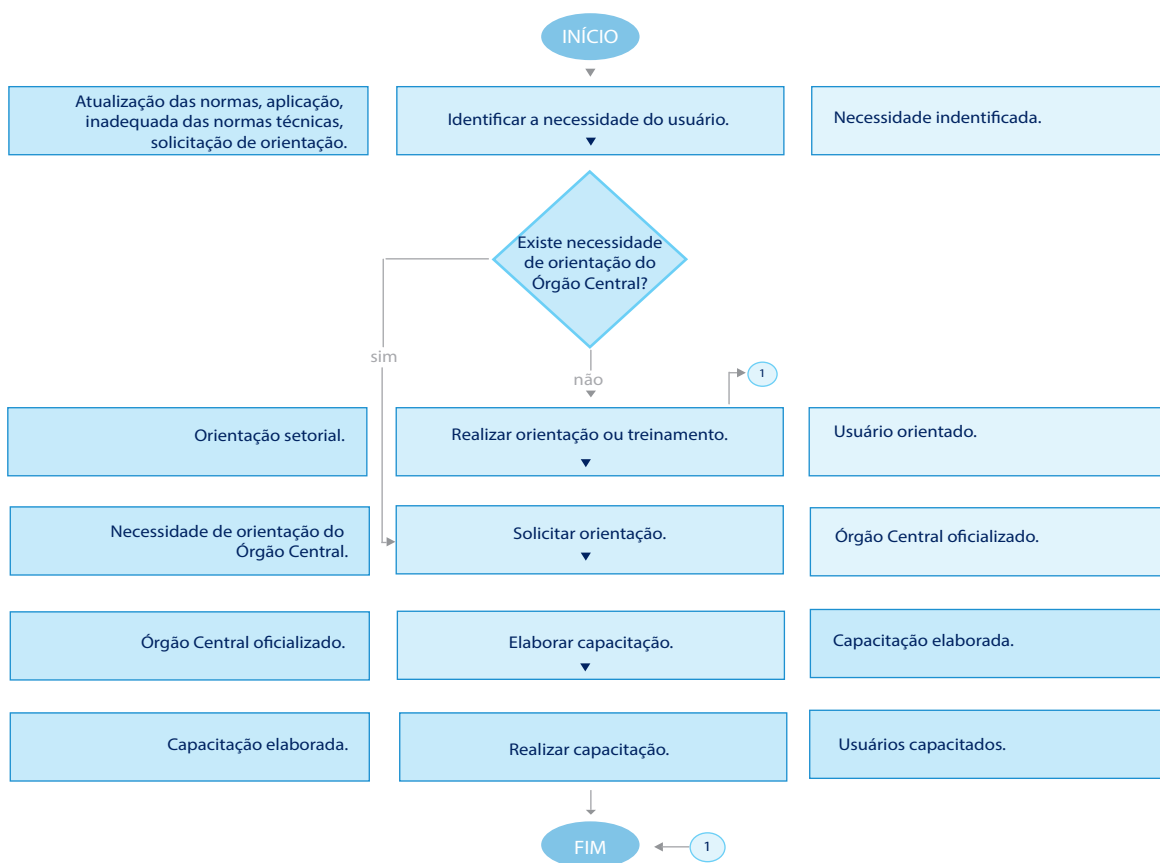 INÍCIO
Atualização das normas, aplicação,
inadequada das normas técnicas,
solicitação de orientação.
Identificar a necessidade do usuário.
Necessidade indentificada.
Existe necessidade
de orientação do
Órgão Central?
sim
não
1
Orientação setorial.
Realizar orientação ou treinamento.
Usuário orientado.
Necessidade de orientação do
Órgão Central.
Solicitar orientação.
Órgão Central oficializado.
Órgão Central oficializado.
Elaborar capacitação.
Capacitação elaborada.
Capacitação elaborada.
Realizar capacitação.
Usuários capacitados.
FIM
1